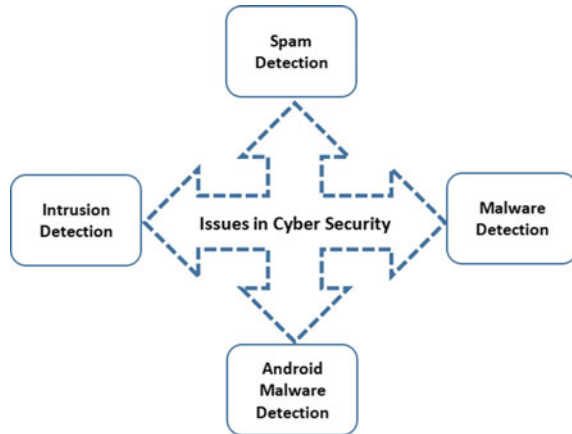 Spam
Detection
Intrusion
Detection
Issues in Cyber Security
Malware
Detection
Android
Malware
Detection